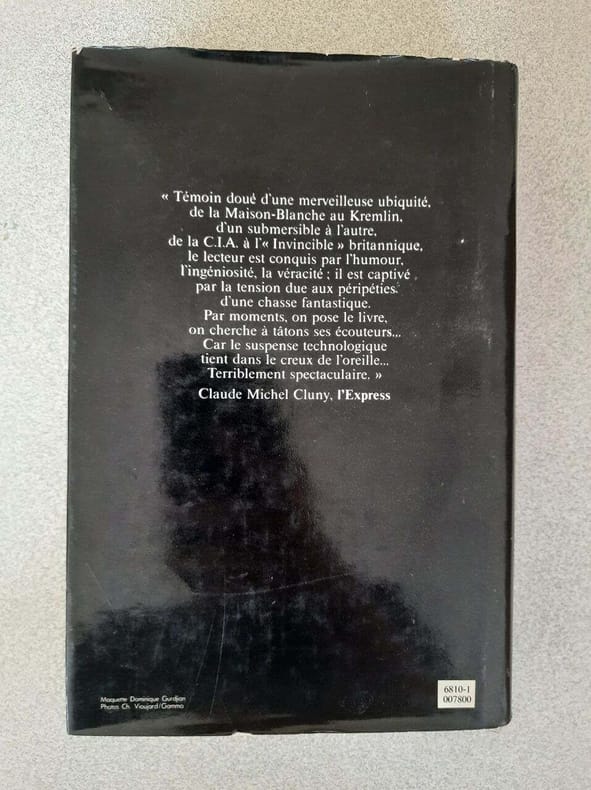 « Témoin doué d'une merveilleuse ubiquité,
de la Maison-Blanche au Kremlin,
d'un submersible à l'autre,
de la C.I.A. à l'« Invincible » britannique,
le lecteur est conquis par l'humour,
l'ingéniosité, la véracité ; il est captivé
par la tension due aux péripéties
d'une chasse fantastique.
Par moments, on pose le livre,
on cherche à tâtons ses écouteurs...
Car le suspense technologique
tient dans le creux de l'oreille...
Terriblement spectaculaire. »
Claude Michel Cluny, l'Express
Maquette Dominique Gurdjian
Photos Ch. Vioujard/Gamma
6810-1
007800